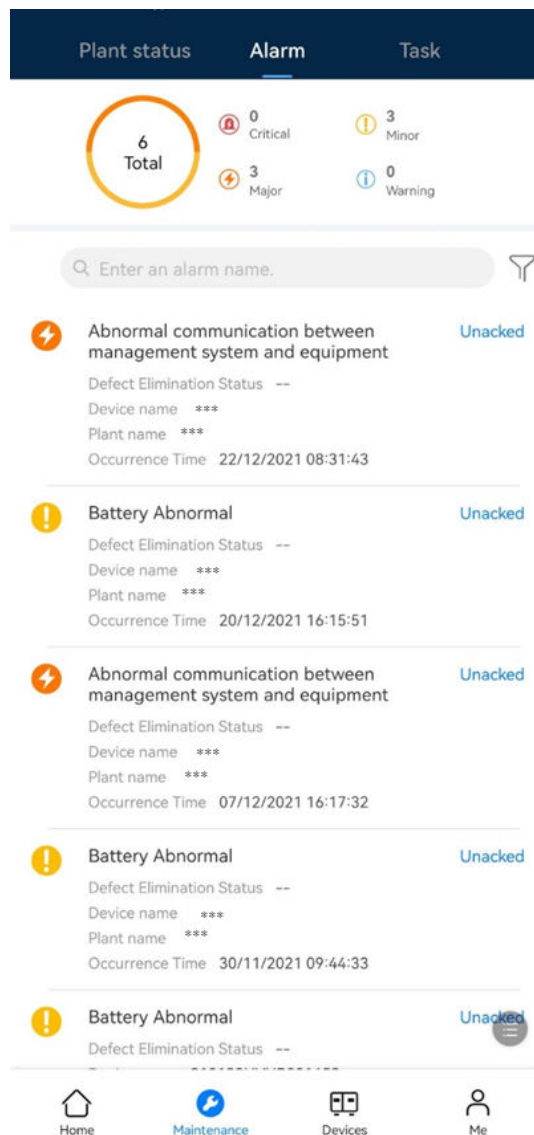 Plant status Alarm Task
6
Total
0
Critical
3
Minor
3
Major
0
Warning
Enter an alarm name.
Abnormal communication between
management system and equipment
Unacked
Defect Elimination Status --
Device name ***
Plant name ***
Occurrence Time 22/12/2021 08:31:43
Battery Abnormal Unacked
Defect Elimination Status --
Device name ***
Plant name ***
Occurrence Time 20/12/2021 16:15:51
Abnormal communication between
management system and equipment
Unacked
Defect Elimination Status --
Device name ***
Plant name ***
Occurrence Time 07/12/2021 16:17:32
Battery Abnormal Unacked
Defect Elimination Status --
Device name ***
Plant name ***
Occurrence Time 30/11/2021 09:44:33
Battery Abnormal Unacked
Defect Elimination Status --
Home Maintenance Devices Me